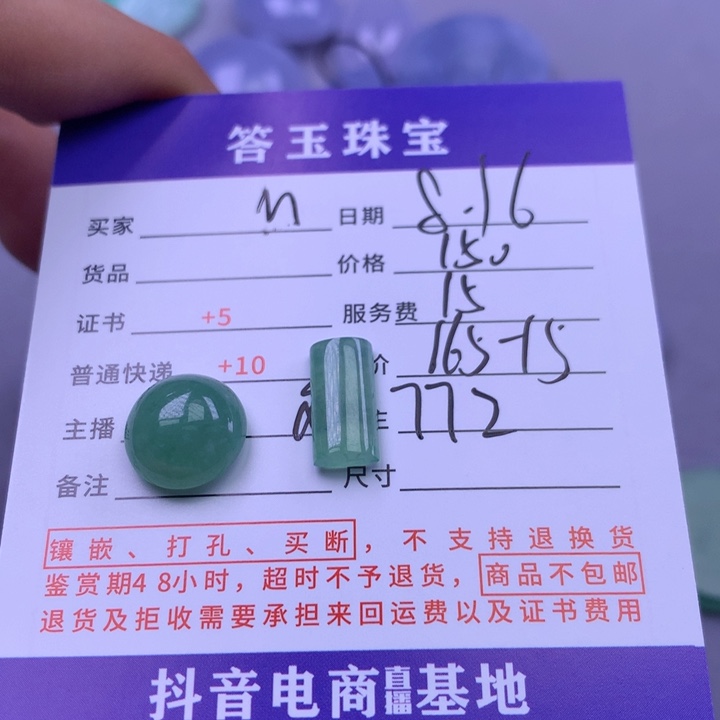 答玉珠宝
买家 n 日期 8.16
货品 价格 150
证书 +5 服务费 15
普通快递 +10 价 165+15
主播 772
备注 尺寸
镶嵌、打孔、买断，不支持退换货
鉴赏期48小时，超时不予退货，商品不包邮
退货及拒收需要承担来回运费以及证书费用
抖音电商直播基地